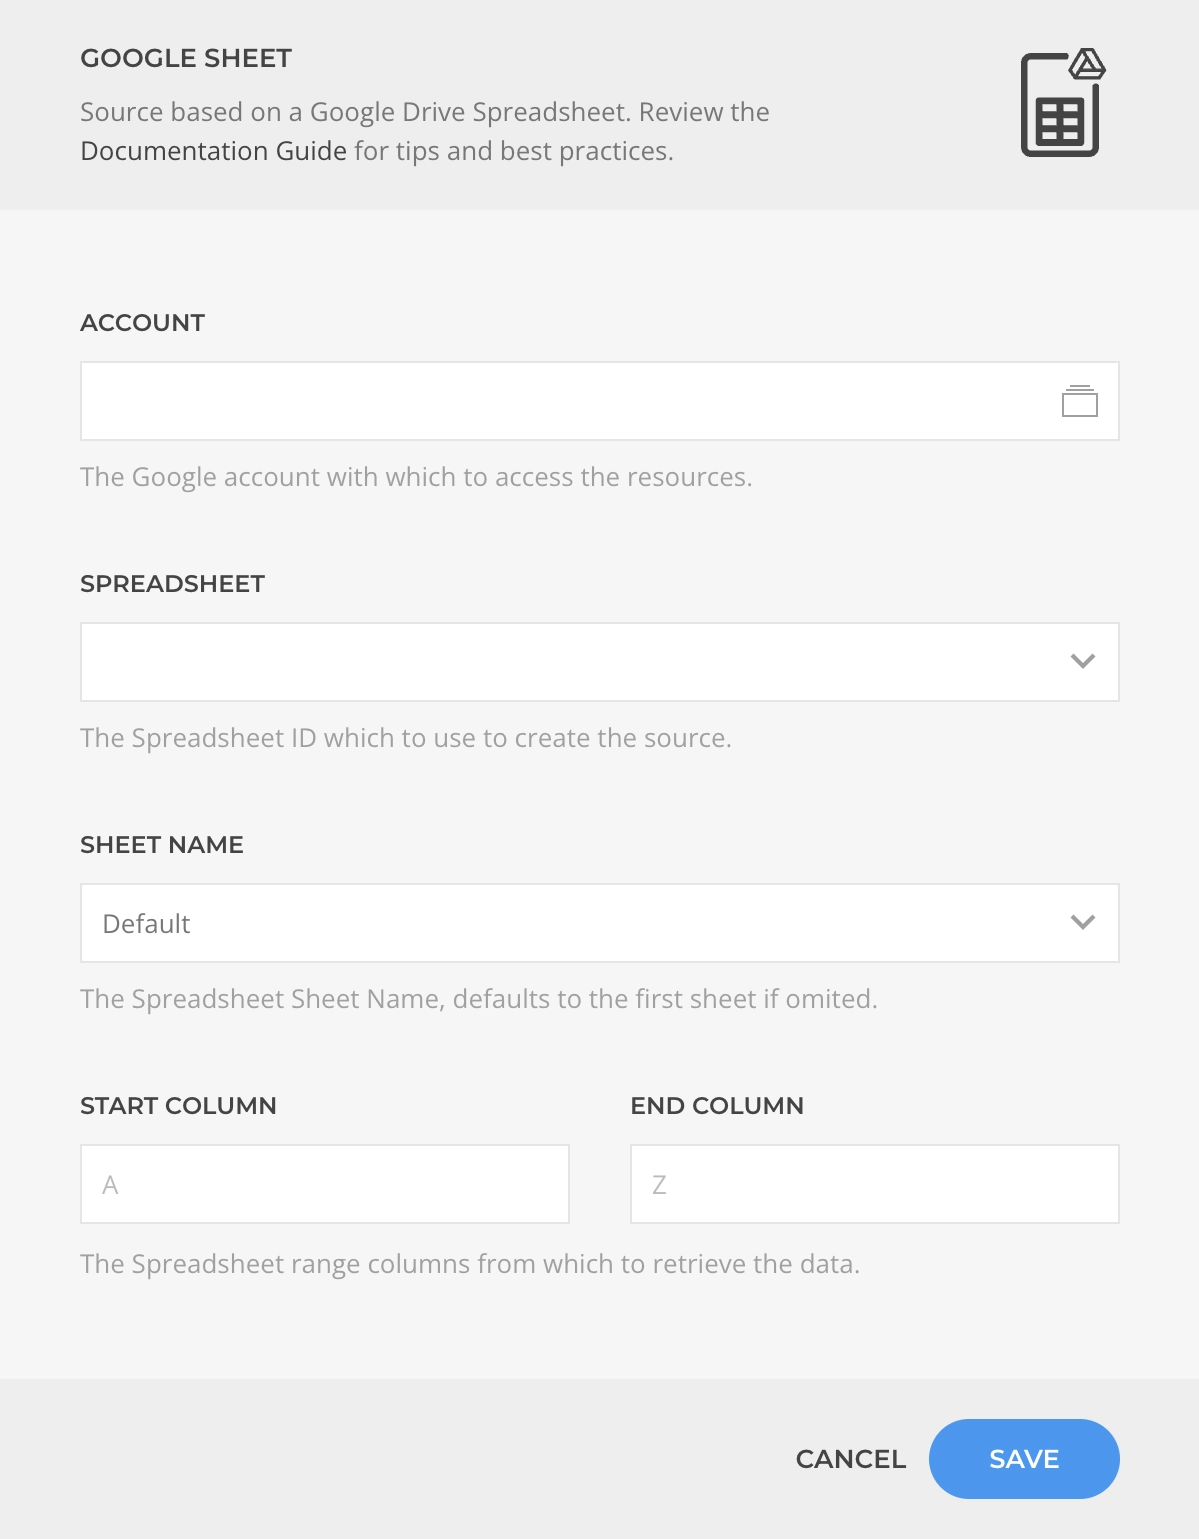 GOOGLE SHEET
Source based on a Google Drive Spreadsheet. Review the
Documentation Guide for tips and best practices.
ACCOUNT
The Google account with which to access the resources.
SPREADSHEET
The Spreadsheet ID which to use to create the source.
SHEET NAME
Default
The Spreadsheet Sheet Name, defaults to the first sheet if omited.
START COLUMN
END COLUMN
A
Z
The Spreadsheet range columns from which to retrieve the data.
CANCEL
SAVE